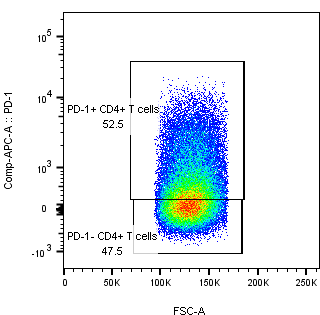 10^5
10^4
10^3
0
-10^3
Comp-APC-A :: PD-1
PD-1+ CD4+ T cells
52.5
PD-1- CD4+ T cells
47.5
0 50K 100K 150K 200K 250K
FSC-A